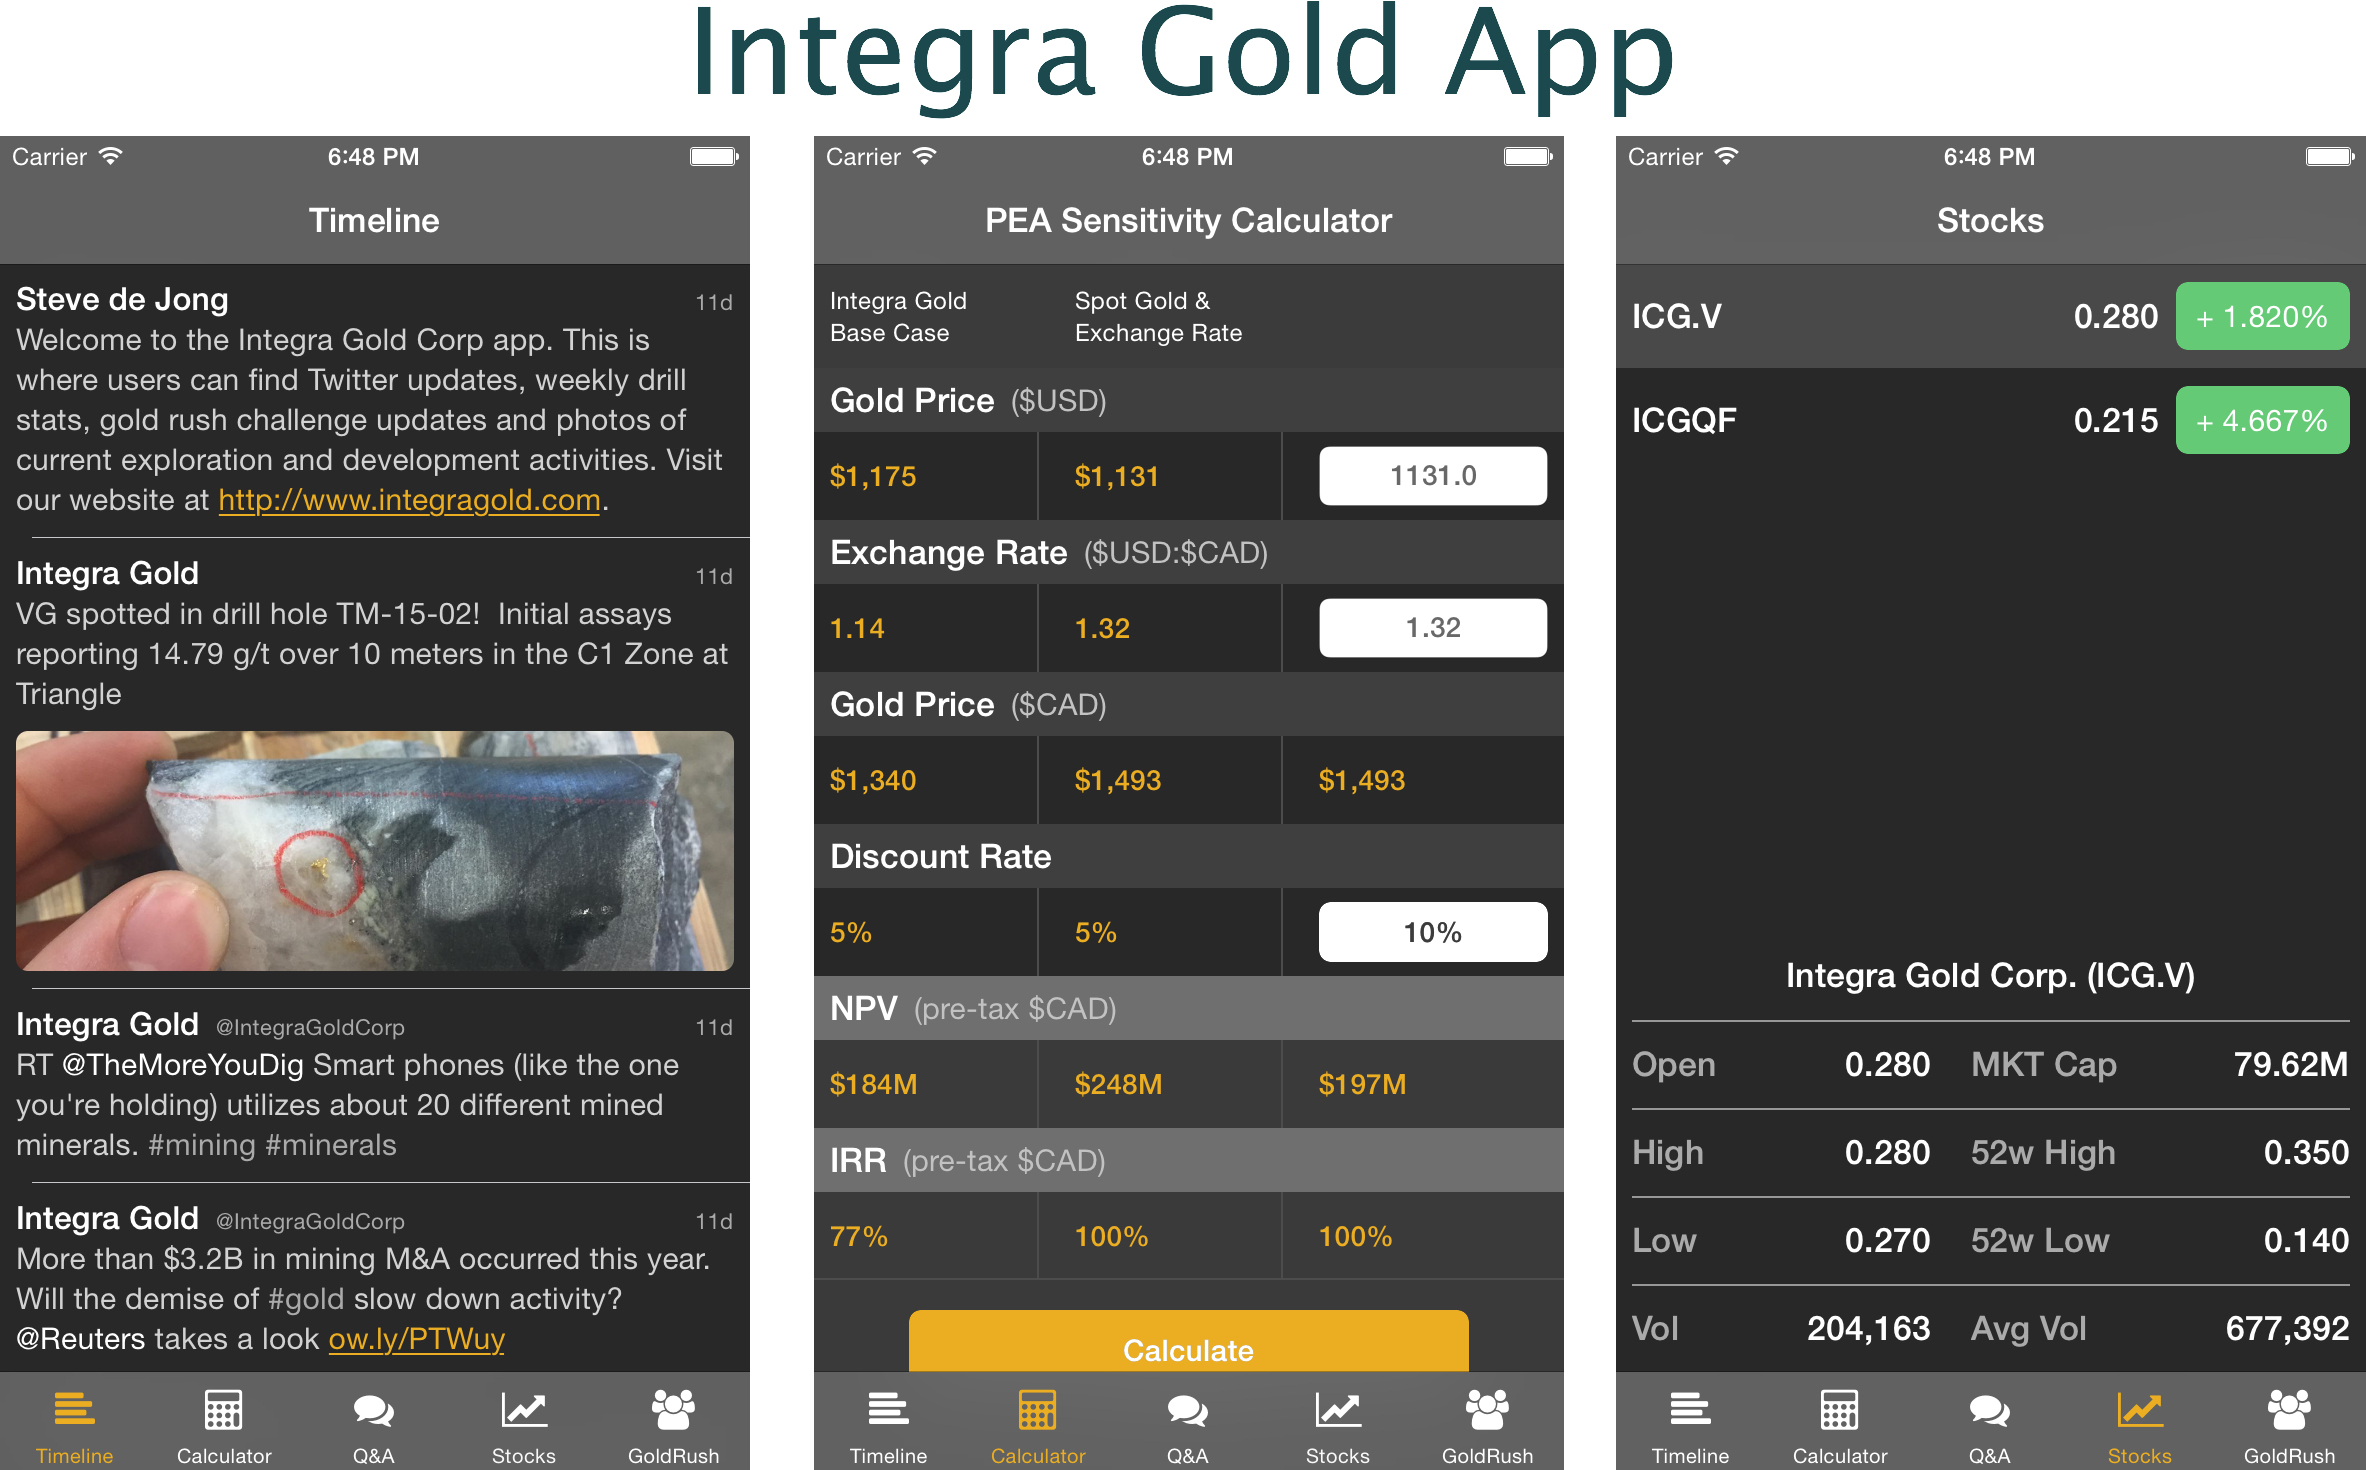 Integra Gold App
Carrier 6:48 PM
Timeline
Steve de Jong 11d
Welcome to the Integra Gold Corp app. This is
where users can find Twitter updates, weekly drill
stats, gold rush challenge updates and photos of
current exploration and development activities. Visit
our website at http://www.integragold.com.
Integra Gold 11d
VG spotted in drill hole TM-15-02!  Initial assays
reporting 14.79 g/t over 10 meters in the C1 Zone at
Triangle
Integra Gold @IntegraGoldCorp 11d
RT @TheMoreYouDig Smart phones (like the one
you're holding) utilizes about 20 different mined
minerals. #mining #minerals
Integra Gold @IntegraGoldCorp 11d
More than $3.2B in mining M&A occurred this year.
Will the demise of #gold slow down activity?
@Reuters takes a look ow.ly/PTWuy
Timeline Calculator Q&A Stocks GoldRush
Carrier 6:48 PM
PEA Sensitivity Calculator
Integra Gold Spot Gold &
Base Case Exchange Rate
Gold Price ($USD)
$1,175 $1,131 1131.0
Exchange Rate ($USD:$CAD)
1.14 1.32 1.32
Gold Price ($CAD)
$1,340 $1,493 $1,493
Discount Rate
5% 5% 10%
NPV (pre-tax $CAD)
$184M $248M $197M
IRR (pre-tax $CAD)
77% 100% 100%
Calculate
Timeline Calculator Q&A Stocks GoldRush
Carrier 6:48 PM
Stocks
ICG.V 0.280 + 1.820%
ICGQF 0.215 + 4.667%
Integra Gold Corp. (ICG.V)
Open 0.280 MKT Cap 79.62M
High 0.280 52w High 0.350
Low 0.270 52w Low 0.140
Vol 204,163 Avg Vol 677,392
Timeline Calculator Q&A Stocks GoldRush